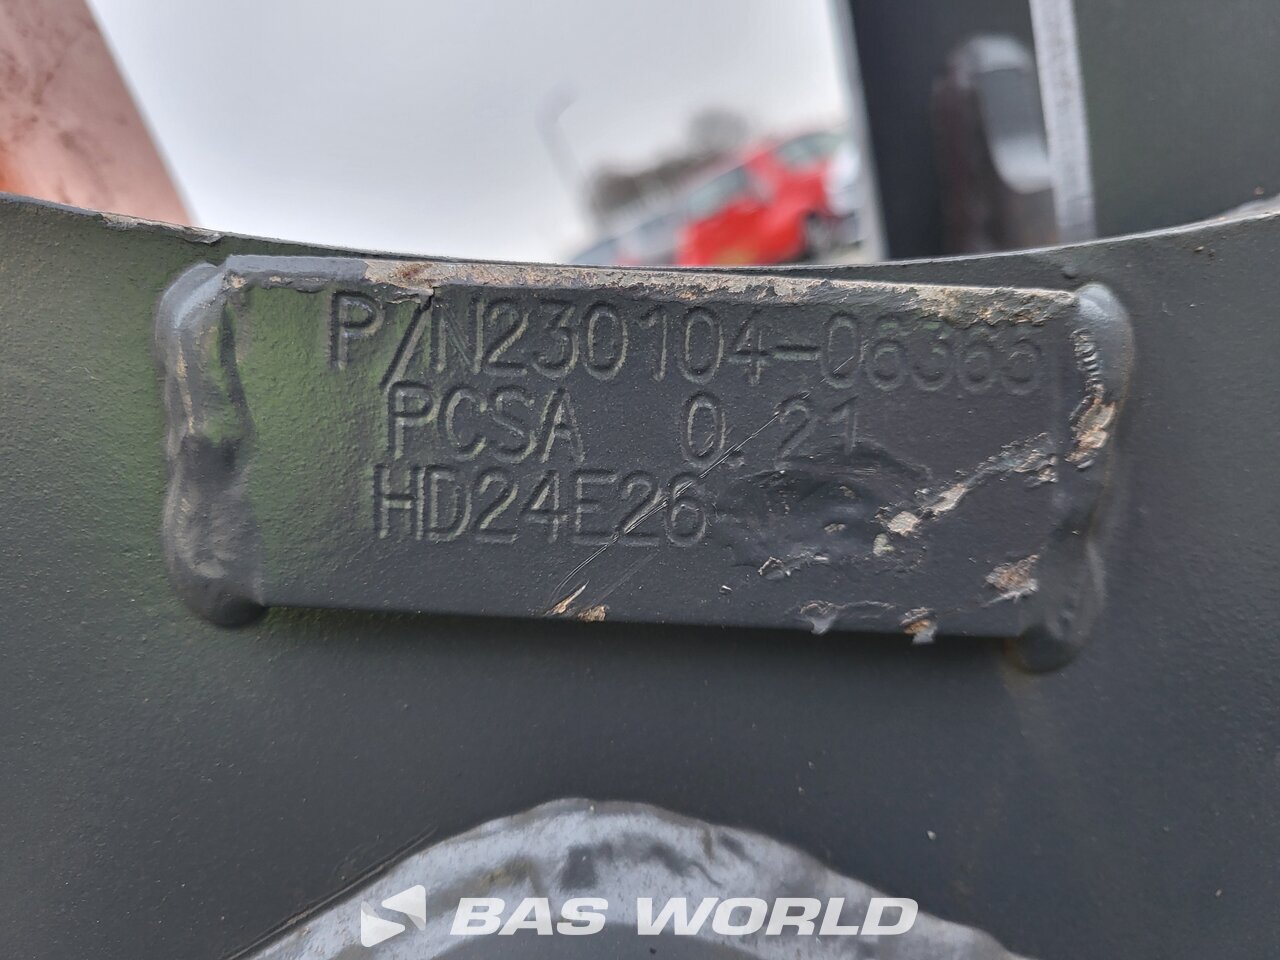 P/N230104-06365
PCSA 0.21
HD24E26
BAS WORLD